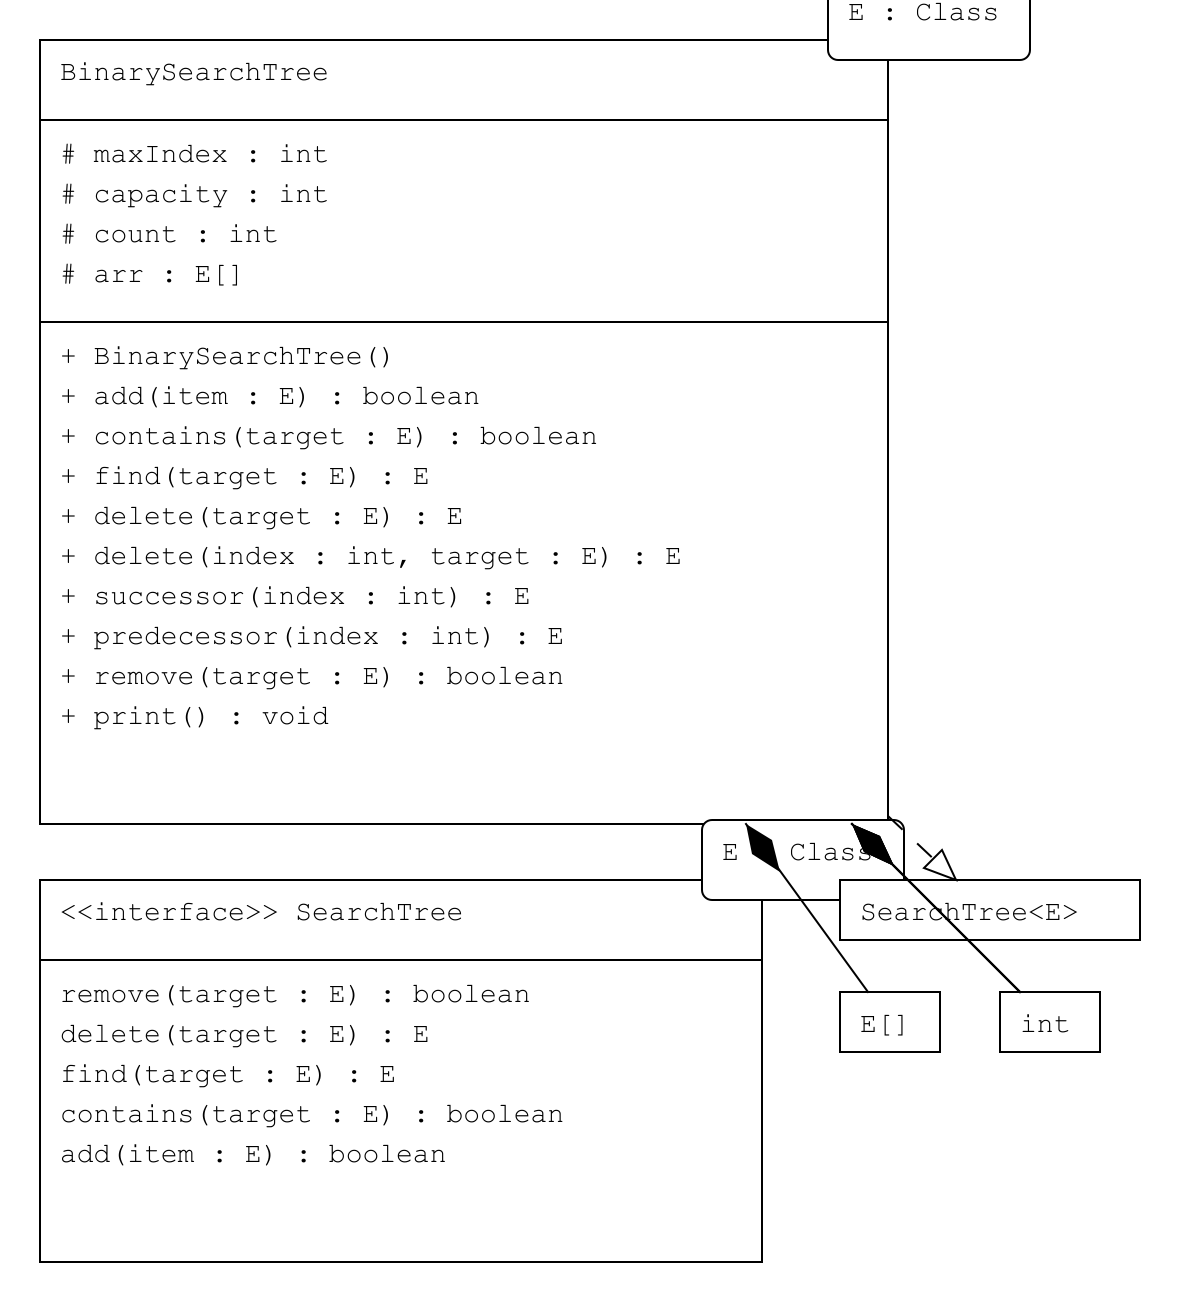 E : Class
BinarySearchTree
# maxIndex : int
# capacity : int
# count : int
# arr : E[]
+ BinarySearchTree()
+ add(item : E) : boolean
+ contains(target : E) : boolean
+ find(target : E) : E
+ delete(target : E) : E
+ delete(index : int, target : E) : E
+ successor(index : int) : E
+ predecessor(index : int) : E
+ remove(target : E) : boolean
+ print() : void
E : Class
<<interface>> SearchTree
SearchTree<E>
remove(target : E) : boolean
delete(target : E) : E
find(target : E) : E
contains(target : E) : boolean
add(item : E) : boolean
E[]
int